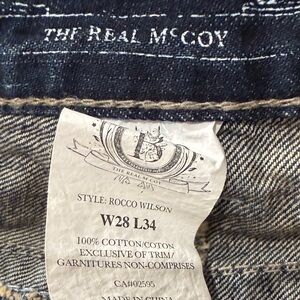 THE REAL McCOY
B
THE REAL McCOY
STYLE: ROCCO WILSON
W28 L34
100% COTTON/COTON
EXCLUSIVE OF TRIM/
GARNITURES NON-COMPRISES
CA#02595
MADE IN CHINA